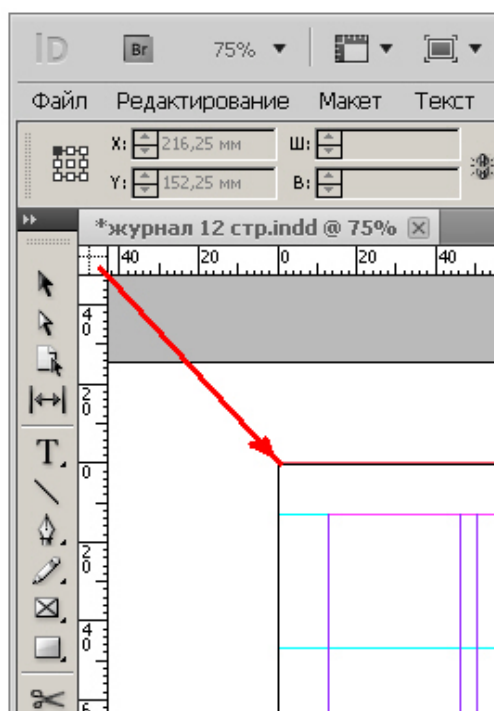 ID Br 75%
Файл Редактирование Макет Текст
X: 216,25 мм Ш:
Y: 152,25 мм В:
*журнал 12 стр.indd @ 75%
40 20 0 20 40
40
20
0
20
40
6
T